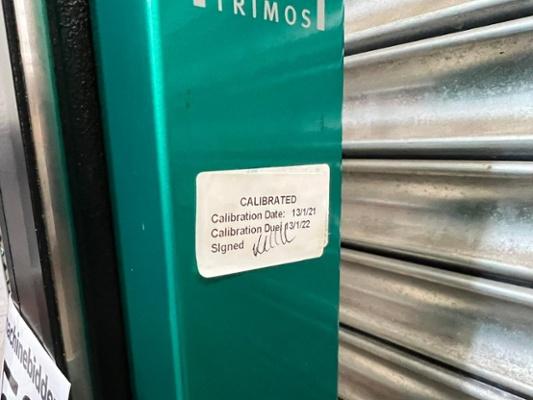 TRIMOS
CALIBRATED
Calibration Date: 13/1/21
Calibration Due: 13/1/22
Signed